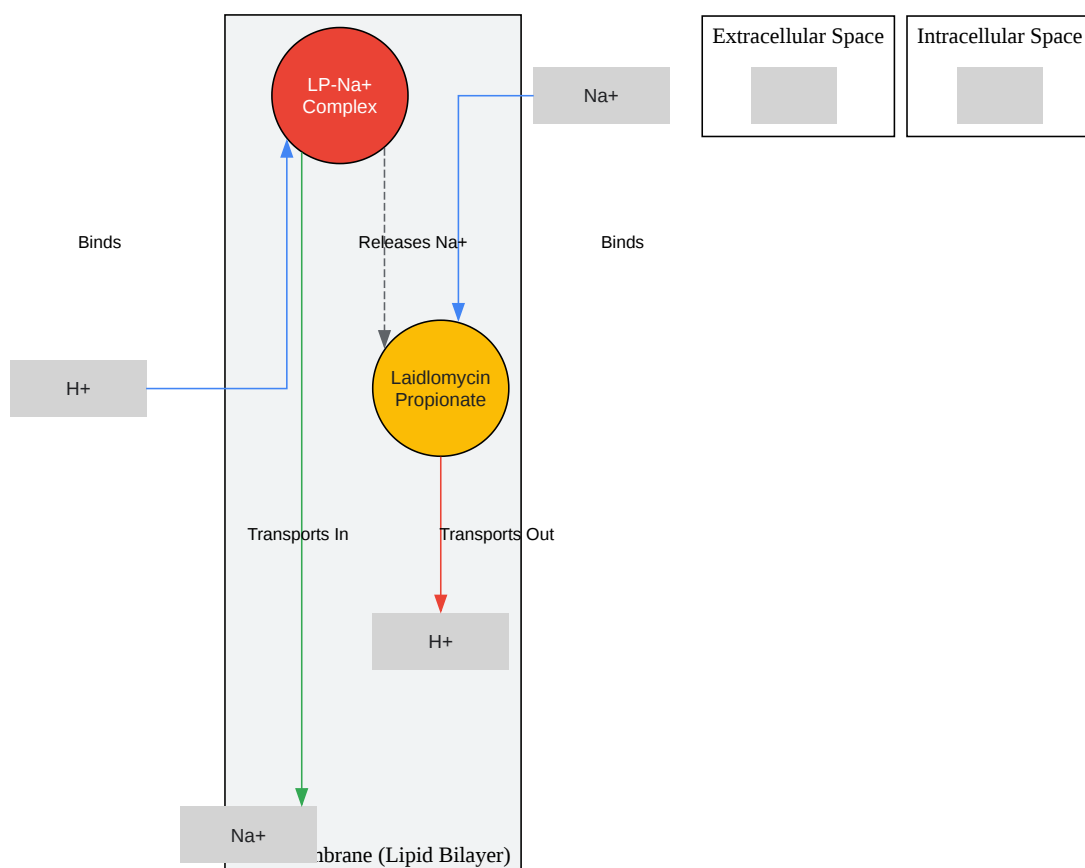 Extracellular Space
Intracellular Space
LP-Na+
Complex
Na+
Binds
Releases Na+
Binds
H+
Laidlomycin
Propionate
Transports In
Transports Out
H+
Na+
(Lipid Bilayer)